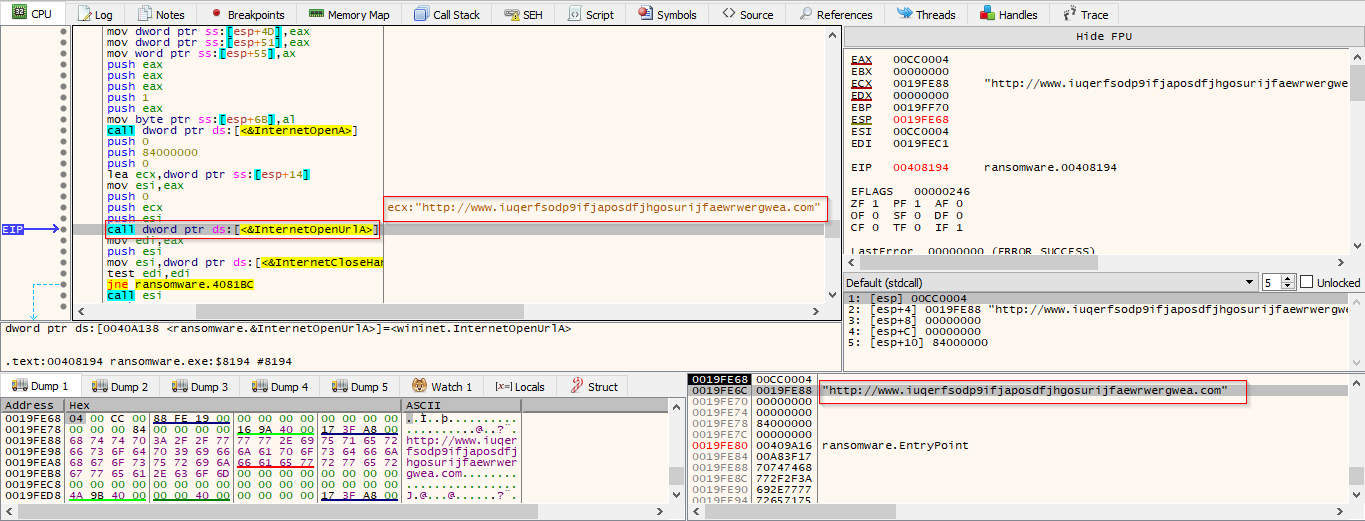 CPU Log Notes Breakpoints Memory Map Call Stack SEH Script Symbols Source References Threads Handles Trace
mov dword ptr ss:[esp+4D],eax
mov dword ptr ss:[esp+51],eax
mov word ptr ss:[esp+55],ax
push eax
push eax
push eax
push 1
push eax
mov byte ptr ss:[esp+6B],al
call dword ptr ds:[<&InternetOpenA>]
push 0
push 84000000
push 0
lea ecx,dword ptr ss:[esp+14]
mov esi,eax
push 0
push ecx
push esi
EIP call dword ptr ds:[<&InternetOpenUrlA>]
mov edi,eax
push esi
mov esi,dword ptr ds:[<&InternetCloseHar
test edi,edi
jne ransomware.4081BC
call esi
ecx:"http://www.iuqerfsodp9ifjaposdfjhgosurijfaewrwergwea.com"
Hide FPU
EAX 00CC0004
EBX 00000000
ECX 0019FE88 "http://www.iuqerfsodp9ifjaposdfjhgosurijfaewrwergwe
EDX 00000000
EBP 0019FF70
ESP 0019FE68
ESI 00CC0004
EDI 0019FEC1
EIP 00408194 ransomware.00408194
EFLAGS 00000246
ZF 1 PF 1 AF 0
OF 0 SF 0 DF 0
CF 0 TF 0 IF 1
LastError 00000000 (ERROR_SUCCESS)
Default (stdcall) 5 Unlocked
1: [esp] 00CC0004
2: [esp+4] 0019FE88 "http://www.iuqerfsodp9ifjaposdfjhgosurijfaewrwergw
3: [esp+8] 00000000
4: [esp+C] 00000000
5: [esp+10] 84000000
dword ptr ds:[0040A138 <ransomware.&InternetOpenUrlA>]=<wininet.InternetOpenUrlA>
.text:00408194 ransomware.exe:$8194 #8194
Dump 1 Dump 2 Dump 3 Dump 4 Dump 5 Watch 1 [x=] Locals Struct
Address Hex ASCII
0019FE68 04 00 CC 00 88 FE 19 00 00 00 00 00 00 00 00 00 ..Ì..þ..........
0019FE78 00 00 00 84 00 00 00 00 16 9A 40 00 17 3F A8 00 ..........@..?¨.
0019FE88 68 74 74 70 3A 2F 2F 77 77 77 2E 69 75 71 65 72 http://www.iuqer
0019FE98 66 73 6F 64 70 39 69 66 6A 61 70 6F 73 64 66 6A fsodp9ifjaposdfj
0019FEA8 68 67 6F 73 75 72 69 6A 66 61 65 77 72 77 65 72 hgosurijfaewrwer
0019FEB8 67 77 65 61 2E 63 6F 6D 00 00 00 00 00 00 00 00 gwea.com........
0019FEC8 00 00 00 00 00 00 00 00 00 00 00 00 00 00 00 00 ................
0019FED8 4A 9B 40 00 00 00 40 00 00 00 00 00 17 3F A8 00 J.@...@......?¨.
0019FE68 00CC0004
0019FE6C 0019FE88 "http://www.iuqerfsodp9ifjaposdfjhgosurijfaewrwergwea.com"
0019FE70 00000000
0019FE74 00000000
0019FE78 84000000
0019FE7C 00000000
0019FE80 00409A16 ransomware.EntryPoint
0019FE84 00A83F17
0019FE88 70747468
0019FE8C 772F2F3A
0019FE90 692E7777
0019FE94 72657175